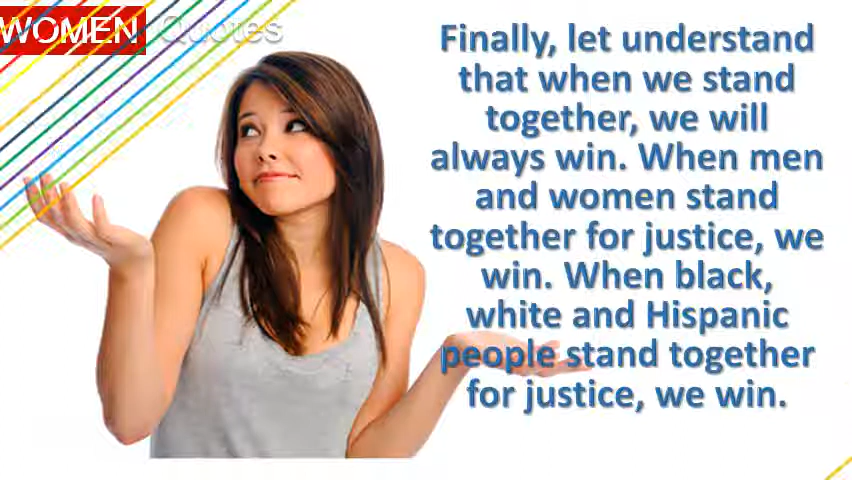 WOMEN Quotes
Finally, let understand
that when we stand
together, we will
always win. When men
and women stand
together for justice, we
win. When black,
white and Hispanic
people stand together
for justice, we win.